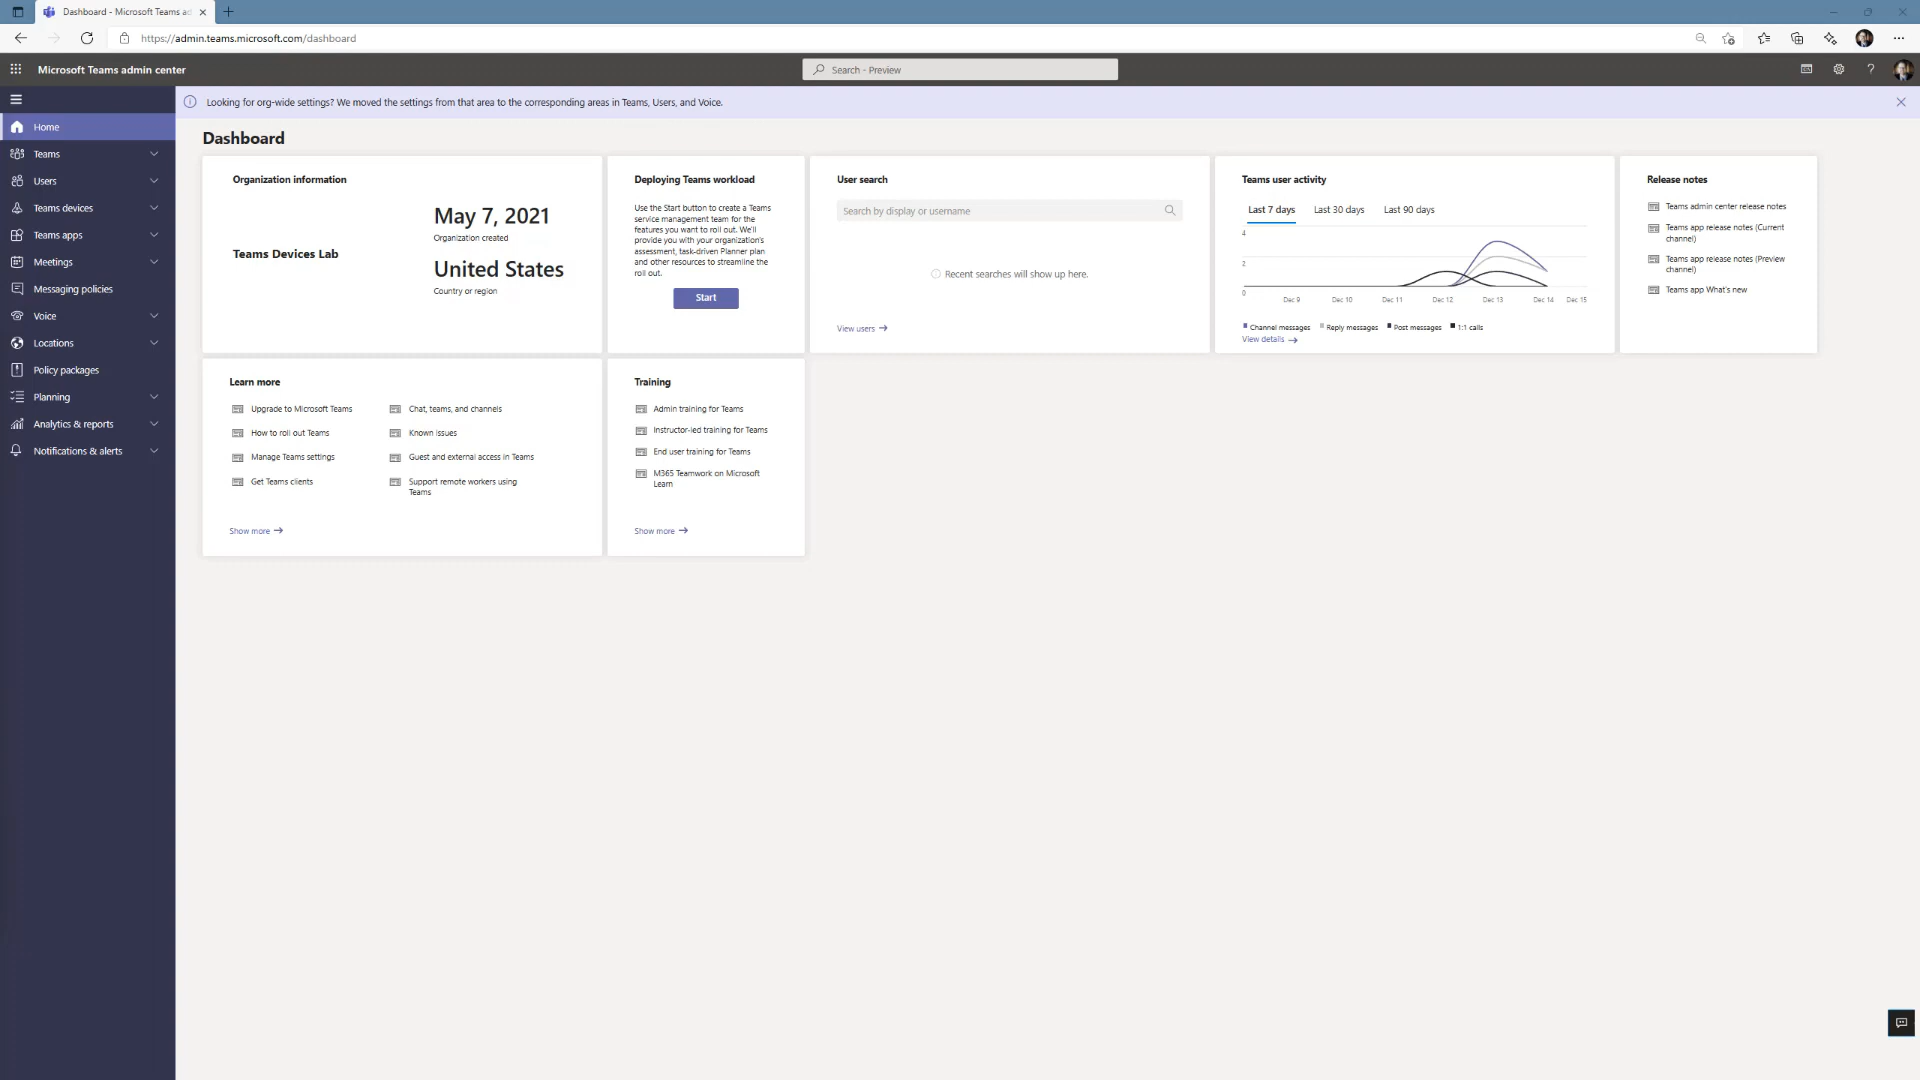 Dashboard - Microsoft Teams ad
https://admin.teams.microsoft.com/dashboard
Microsoft Teams admin center
Search - Preview
?
Looking for org-wide settings? We moved the settings from that area to the corresponding areas in Teams, Users, and Voice.
Home
Teams
Users
Teams devices
Teams apps
Meetings
Messaging policies
Voice
Locations
Policy packages
Planning
Analytics & reports
Notifications & alerts
Dashboard
Organization information
Teams Devices Lab
May 7, 2021
Organization created
United States
Country or region
Deploying Teams workload
Use the Start button to create a Teams
service management team for the
features you want to roll out. We'll
provide you with your organization's
assessment, task-driven Planner plan
and other resources to streamline the
roll out.
Start
User search
Search by display or username
Recent searches will show up here.
View users
Teams user activity
Last 7 days
Last 30 days
Last 90 days
4
2
0
Dec 9
Dec 10
Dec 11
Dec 12
Dec 13
Dec 14
Dec 15
Channel messages
Reply messages
Post messages
1:1 calls
View details
Release notes
Teams admin center release notes
Teams app release notes (Current
channel)
Teams app release notes (Preview
channel)
Teams app What's new
Learn more
Upgrade to Microsoft Teams
How to roll out Teams
Manage Teams settings
Get Teams clients
Chat, teams, and channels
Known issues
Guest and external access in Teams
Support remote workers using
Teams
Show more
Training
Admin training for Teams
Instructor-led training for Teams
End user training for Teams
M365 Teamwork on Microsoft
Learn
Show more